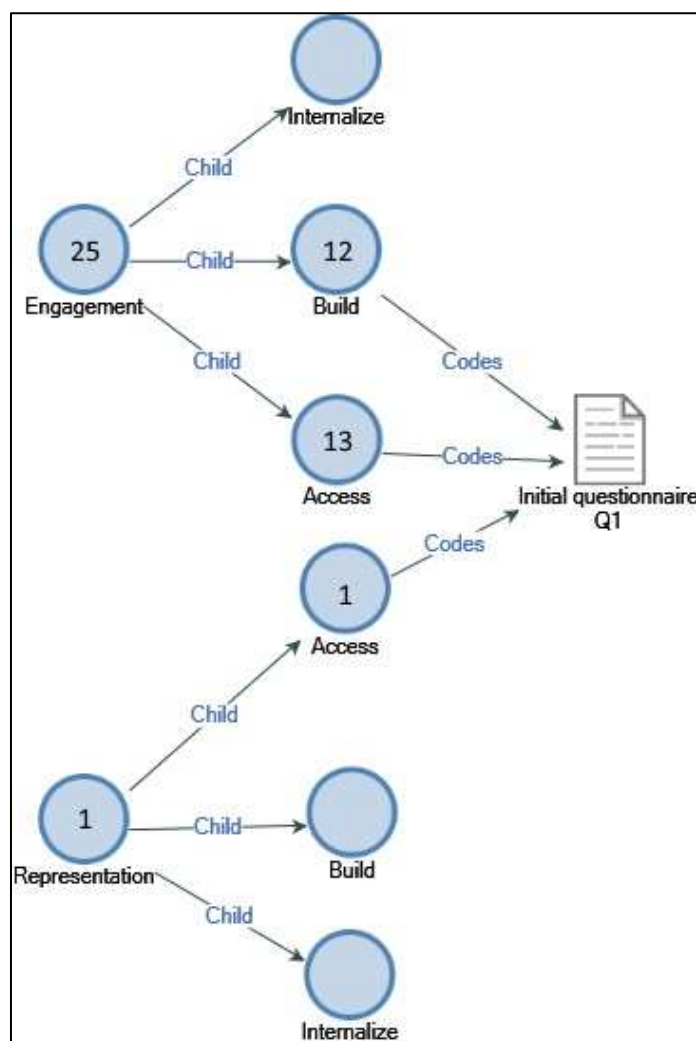 Internalize
Child
25
Engagement
Child
12
Build
Child
Codes
13
Access
Codes
Initial questionnaire
Q1
Codes
1
Access
Child
1
Representation
Child
Build
Child
Internalize